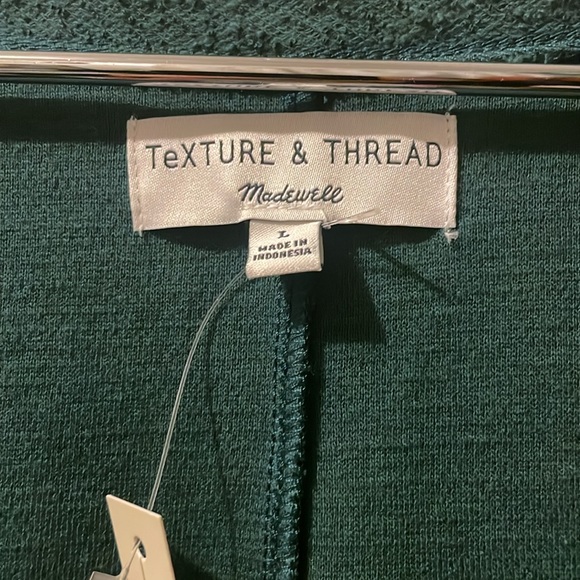 TeXTURE & THREAD
Madewell
L
MADE IN
INDONESIA